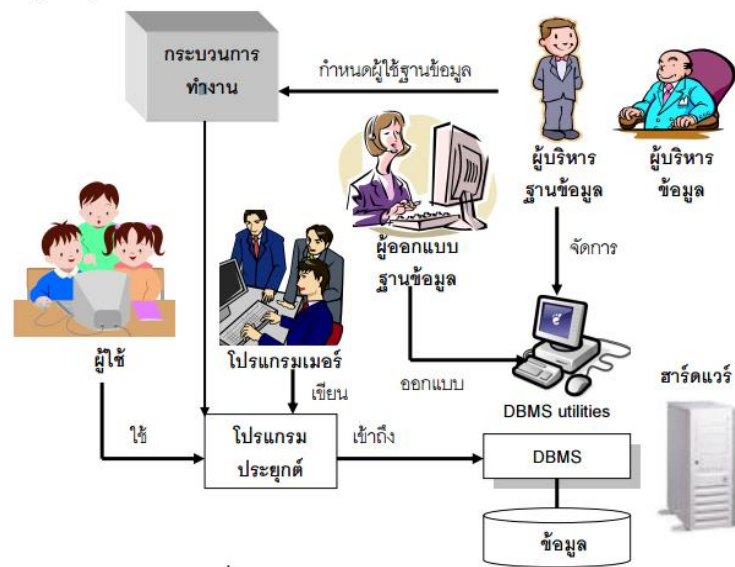 กระบวนการ
ทำงาน
กำหนดผู้ใช้ฐานข้อมูล
ผู้บริหาร
ฐานข้อมูล
ผู้บริหาร
ข้อมูล
ผู้ออกแบบ
ฐานข้อมูล
จัดการ
ผู้ใช้
โปรแกรมเมอร์
เขียน
ออกแบบ
DBMS utilities
ฮาร์ดแวร์
ใช้
โปรแกรม
ประยุกต์
เข้าถึง
DBMS
ข้อมูล